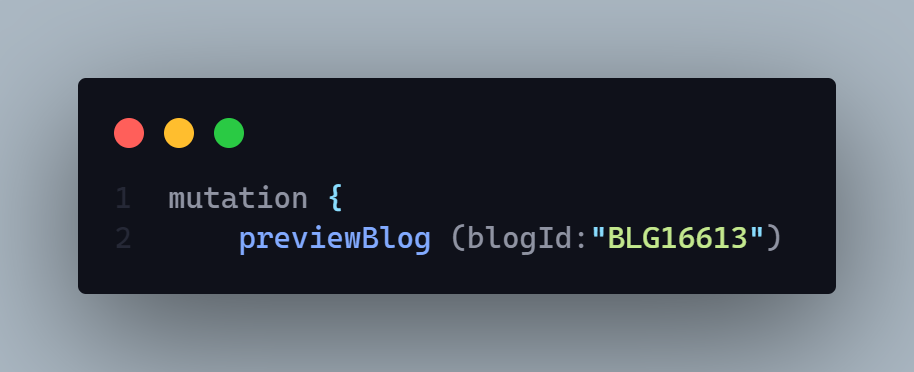 1 mutation {
2 previewBlog (blogId:"BLG16613")